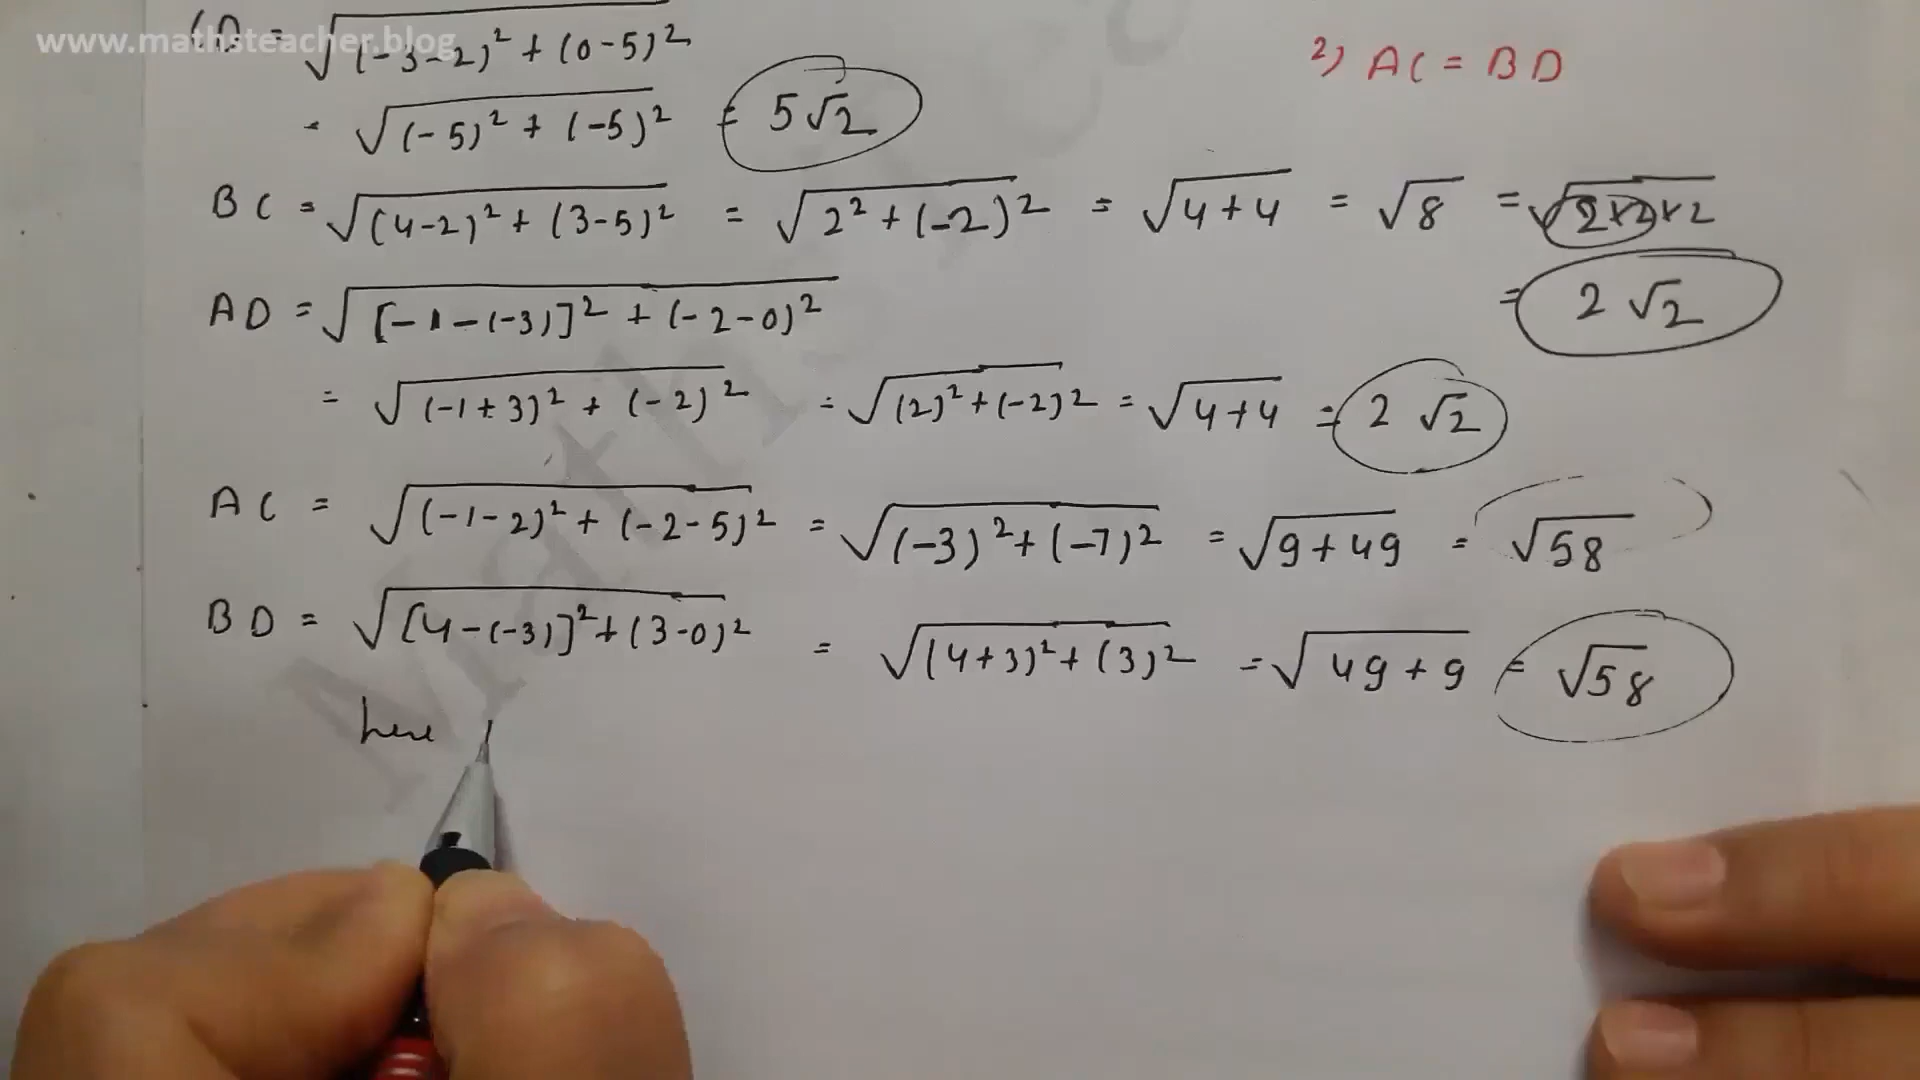 CD = √(-3-2)² + (0-5)²
www.mathsteacher.blog
2) AC = BD
= √(-5)² + (-5)² = 5√2
BC = √(4-2)² + (3-5)² = √2² + (-2)² = √4+4 = √8 = √2×2×2
= 2√2
AD = √[-1-(-3)]² + (-2-0)²
= √(-1+3)² + (-2)² = √(2)² + (-2)² = √4+4 = 2√2
AC = √(-1-2)² + (-2-5)² = √(-3)² + (-7)² = √9+49 = √58
BD = √[4-(-3)]² + (3-0)² = √(4+3)² + (3)² = √49+9 = √58
here